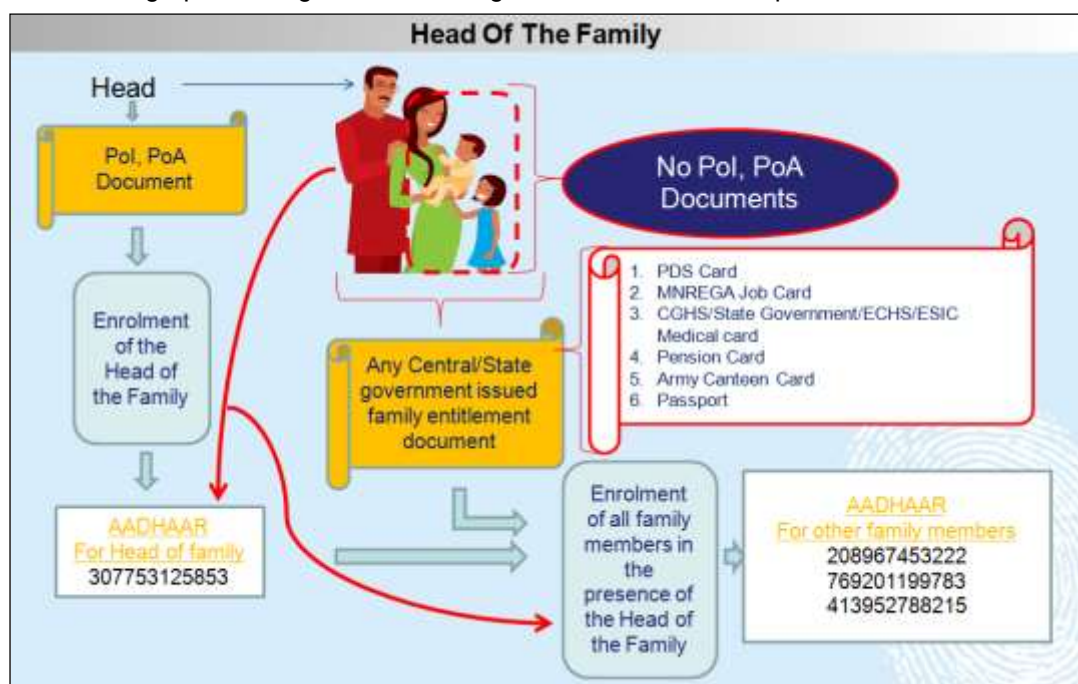 Head Of The Family
Head
PoI, PoA
Document
Enrolment
of the
Head of
the Family
AADHAAR
For Head of family
307753125853
No PoI, PoA
Documents
Any Central/State
government issued
family entitlement
document
1. PDS Card
2. MNREGA Job Card
3. CGHS/State Government/ECHS/ESIC
Medical card
4. Pension Card
5. Army Canteen Card
6. Passport
Enrolment
of all family
members in
the
presence of
the Head of
the Family
AADHAAR
For other family members
208967453222
769201199783
413952788215